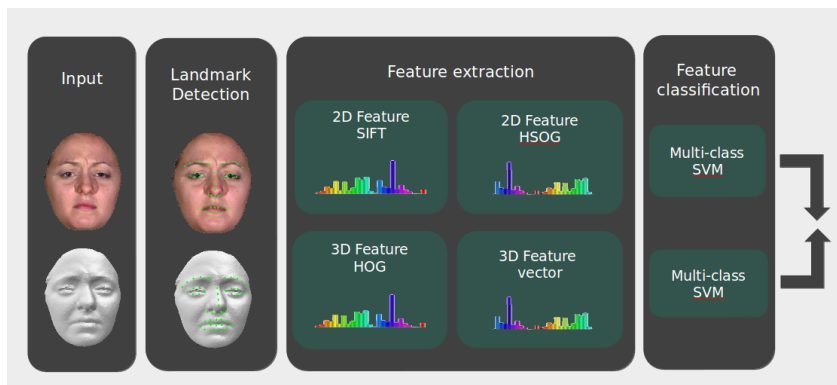 Input
Landmark
Detection
Feature extraction
2D Feature
SIFT
2D Feature
HSOG
3D Feature
HOG
3D Feature
vector
Feature
classification
Multi-class
SVM
Multi-class
SVM